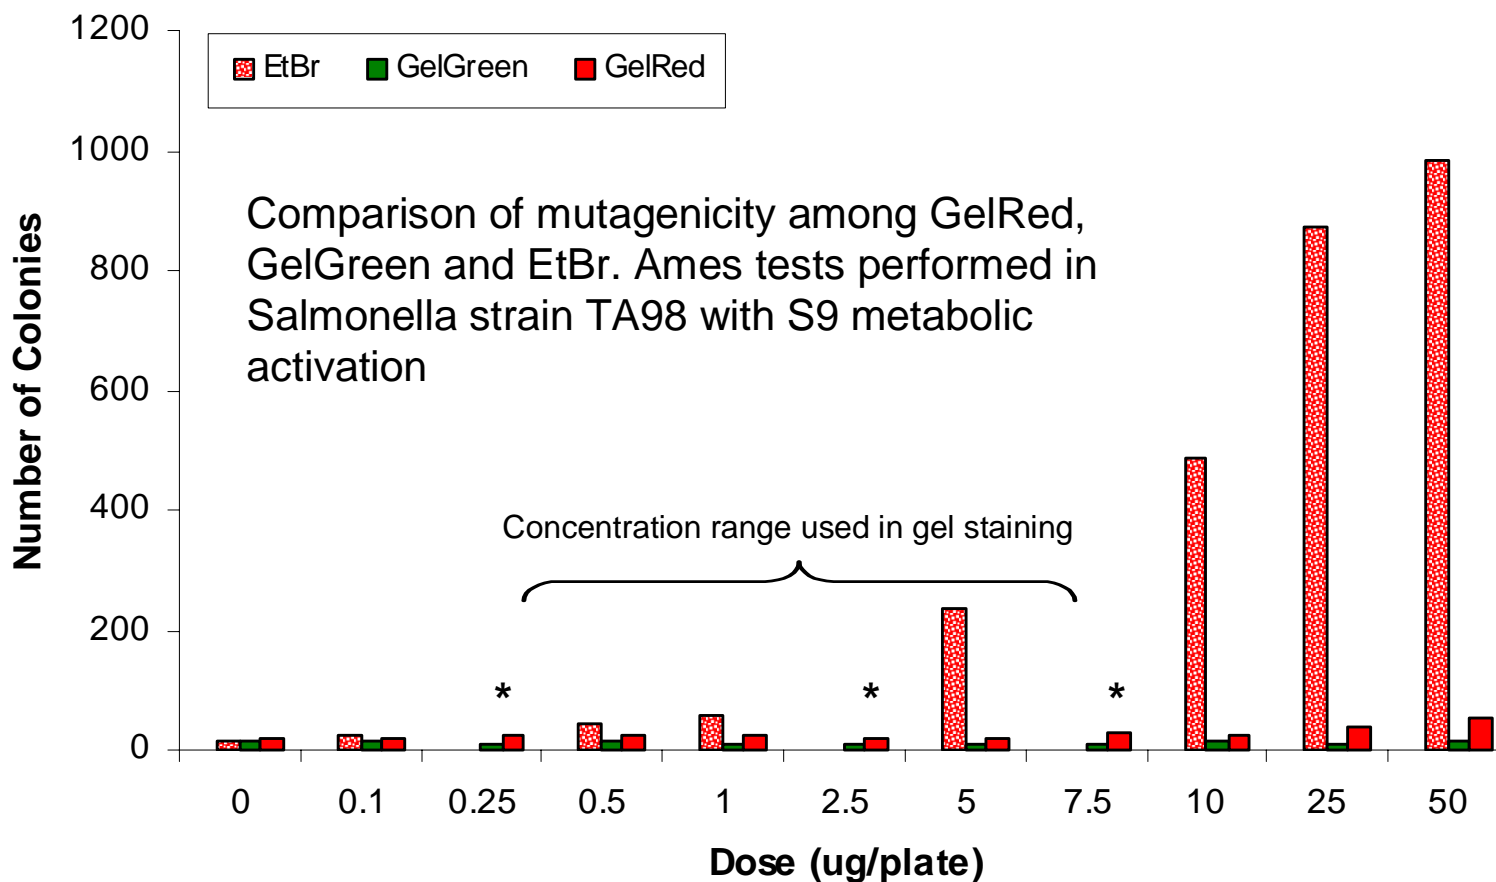 1200
EtBr GelGreen GelRed
1000
Comparison of mutagenicity among GelRed,
GelGreen and EtBr. Ames tests performed in
Salmonella strain TA98 with S9 metabolic
activation
800
600
Number of Colonies
400
Concentration range used in gel staining
200
* * *
0
0 0.1 0.25 0.5 1 2.5 5 7.5 10 25 50
Dose (ug/plate)